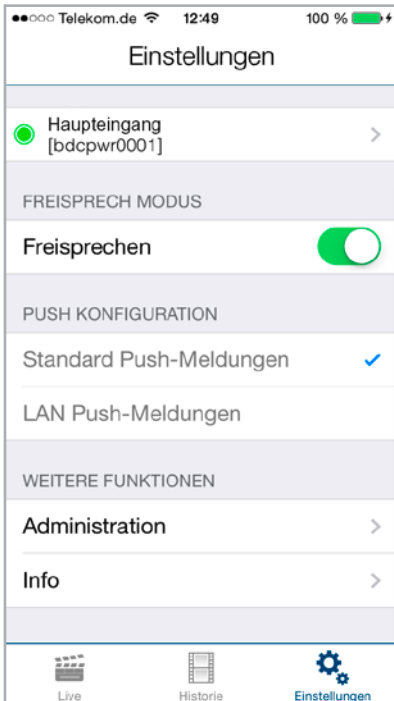 Telekom.de 12:49 100 %
Einstellungen
Haupteingang
[bdcpwr0001]
FREISPRECH MODUS
Freisprechen
PUSH KONFIGURATION
Standard Push-Meldungen
LAN Push-Meldungen
WEITERE FUNKTIONEN
Administration
Info
Live Historie Einstellungen